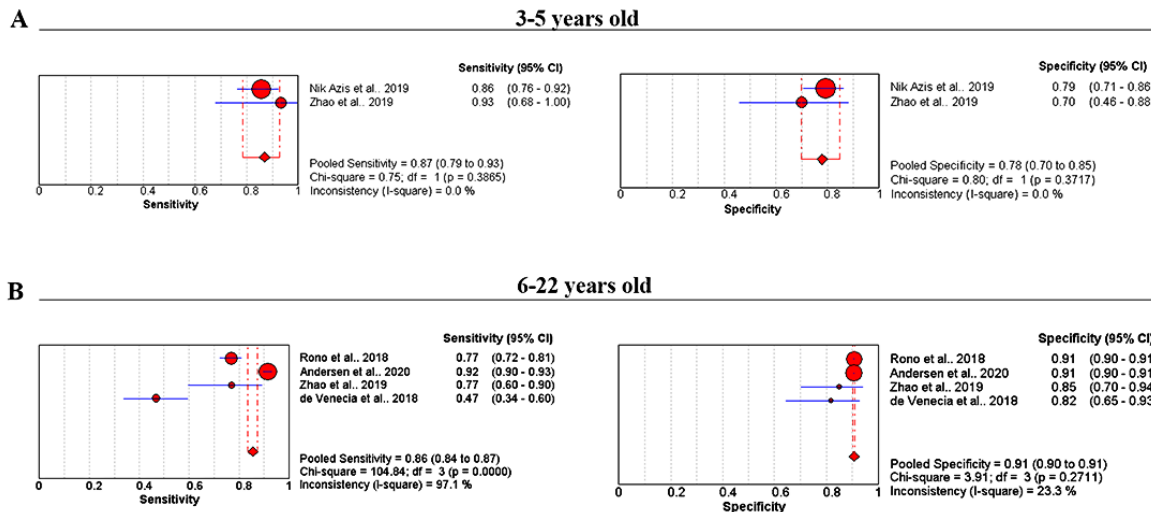 A
3-5 years old
Sensitivity (95% CI)
Nik Azis et al.. 2019 0.86 (0.76 - 0.92)
Zhao et al.. 2019 0.93 (0.68 - 1.00)
Pooled Sensitivity = 0.87 (0.79 to 0.93)
Chi-square = 0.75; df = 1 (p = 0.3865)
Inconsistency (I-square) = 0.0 %
0 0.2 0.4 0.6 0.8 1
Sensitivity
Specificity (95% CI)
Nik Azis et al.. 2019 0.79 (0.71 - 0.86
Zhao et al.. 2019 0.70 (0.46 - 0.88
Pooled Specificity = 0.78 (0.70 to 0.85)
Chi-square = 0.80; df = 1 (p = 0.3717)
Inconsistency (I-square) = 0.0 %
0 0.2 0.4 0.6 0.8 1
Specificity
B
6-22 years old
Sensitivity (95% CI)
Rono et al.. 2018 0.77 (0.72 - 0.81)
Andersen et al.. 2020 0.92 (0.90 - 0.93)
Zhao et al.. 2019 0.77 (0.60 - 0.90)
de Venecia et al.. 2018 0.47 (0.34 - 0.60)
Pooled Sensitivity = 0.86 (0.84 to 0.87)
Chi-square = 104.84; df = 3 (p = 0.0000)
Inconsistency (I-square) = 97.1 %
0 0.2 0.4 0.6 0.8 1
Sensitivity
Specificity (95% CI)
Rono et al.. 2018 0.91 (0.90 - 0.91
Andersen et al.. 2020 0.91 (0.90 - 0.91
Zhao et al.. 2019 0.85 (0.70 - 0.94
de Venecia et al.. 2018 0.82 (0.65 - 0.93
Pooled Specificity = 0.91 (0.90 to 0.91)
Chi-square = 3.91; df = 3 (p = 0.2711)
Inconsistency (I-square) = 23.3 %
0 0.2 0.4 0.6 0.8 1
Specificity